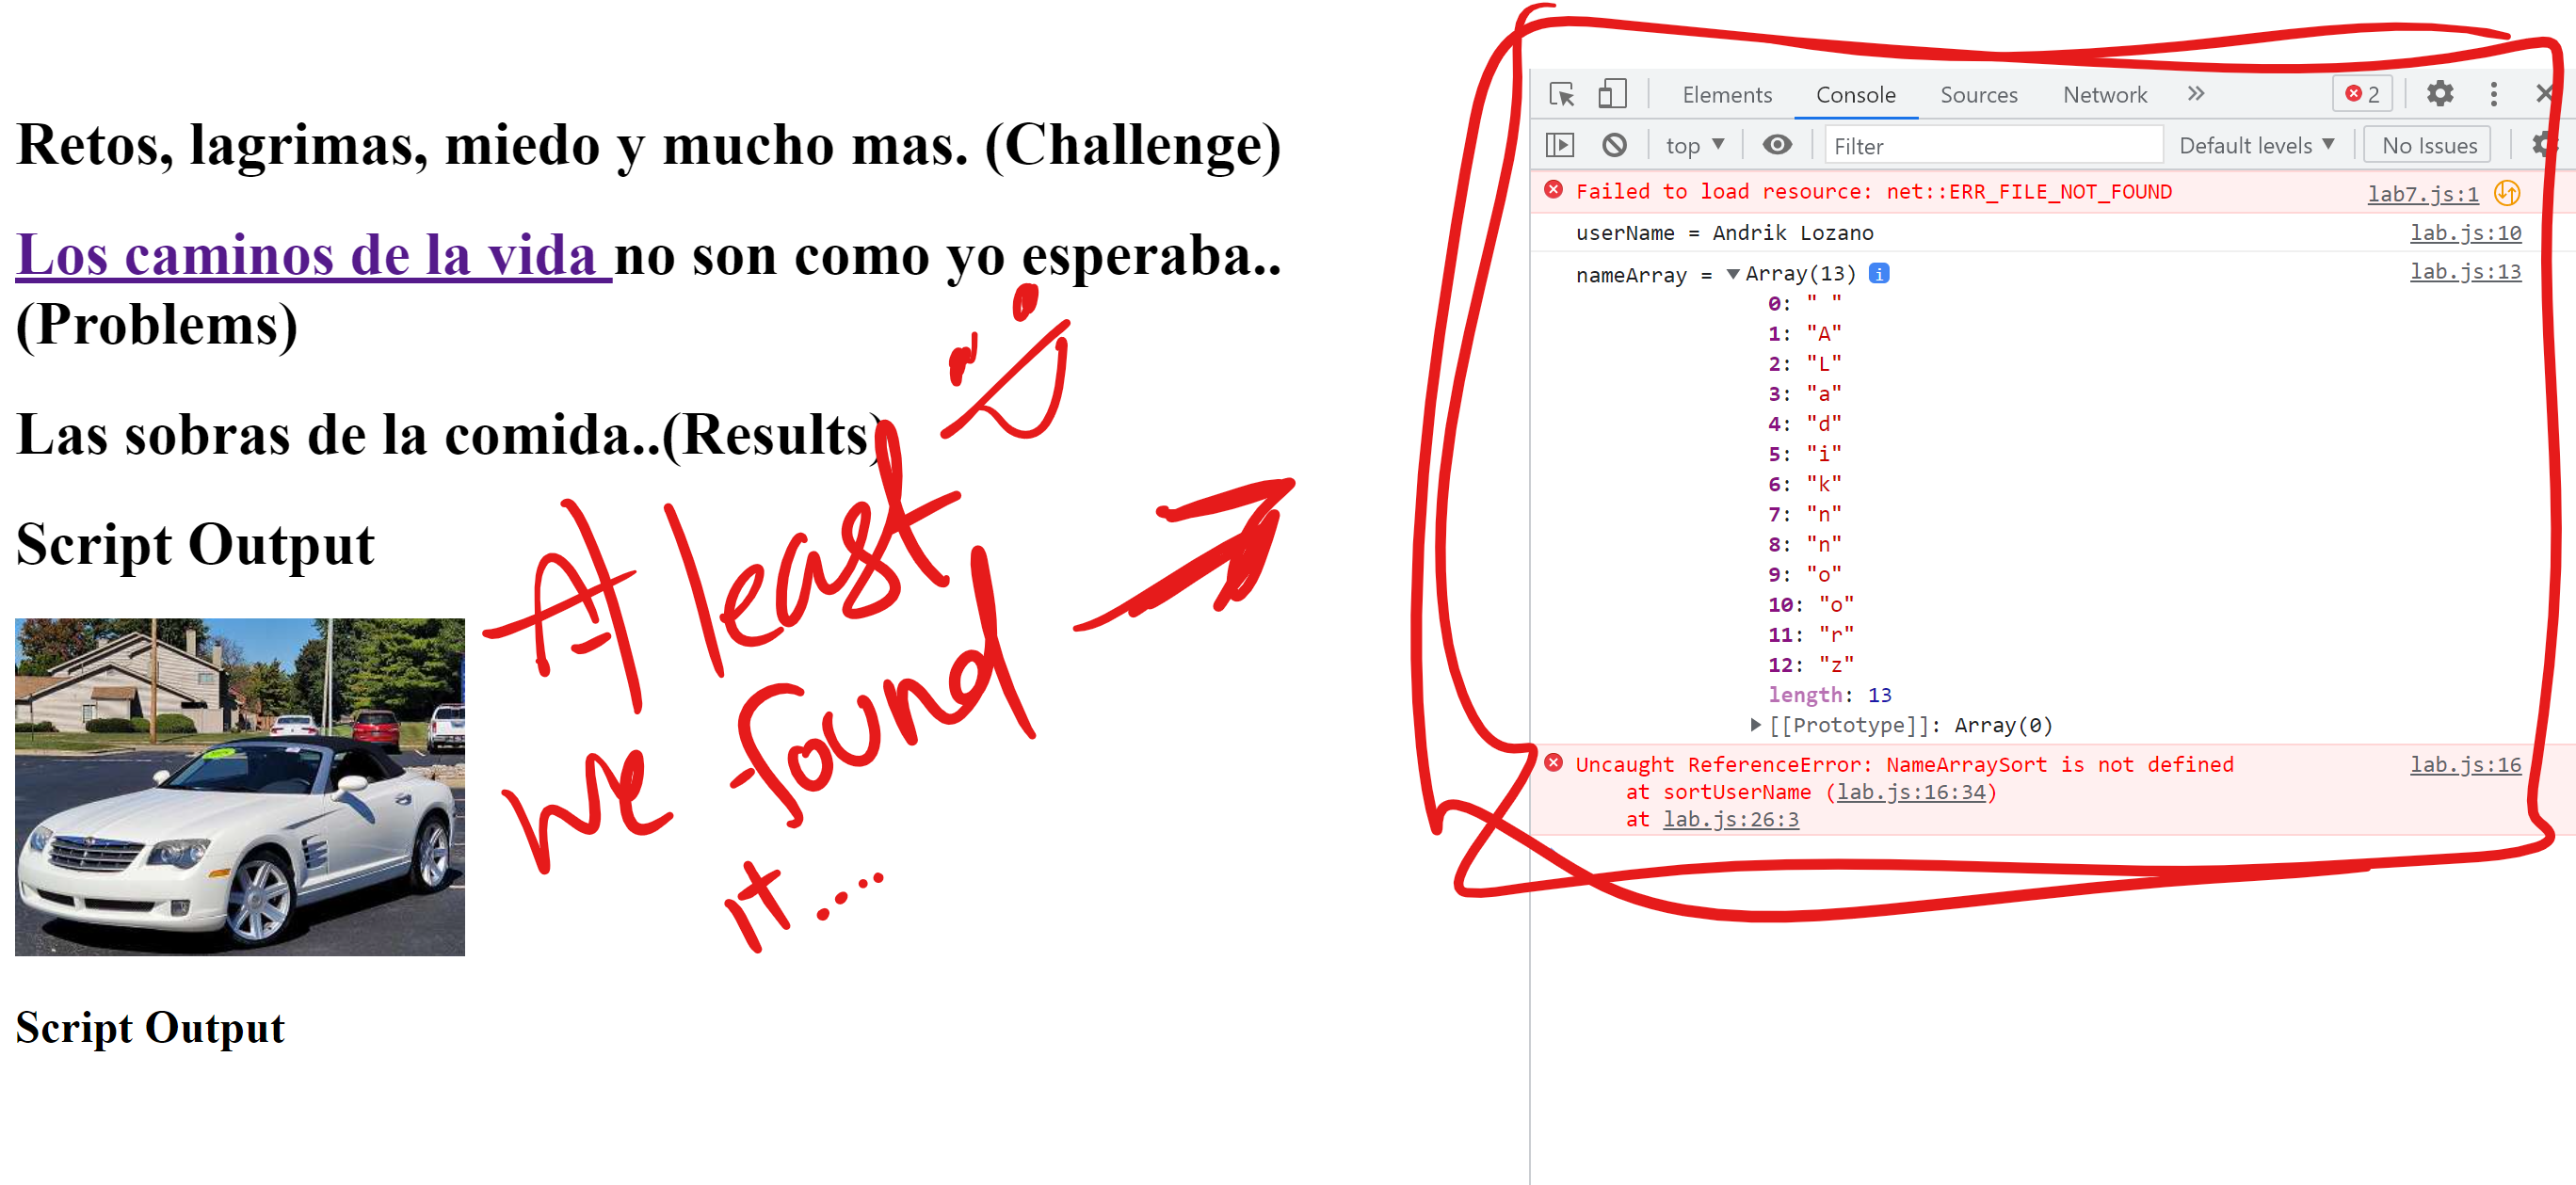 Retos, lagrimas, miedo y mucho mas. (Challenge)
Los caminos de la vida no son como yo esperaba..
(Problems)
Las sobras de la comida..(Results)
Script Output
At least
we found
it....
Script Output
Elements Console Sources Network 2
top Filter Default levels No Issues
Failed to load resource: net::ERR_FILE_NOT_FOUND lab7.js:1
userName = Andrik Lozano lab.js:10
nameArray = Array(13) i lab.js:13
0: " "
1: "A"
2: "L"
3: "a"
4: "d"
5: "i"
6: "k"
7: "n"
8: "n"
9: "o"
10: "o"
11: "r"
12: "z"
length: 13
[[Prototype]]: Array(0)
Uncaught ReferenceError: NameArraySort is not defined lab.js:16
at sortUserName (lab.js:16:34)
at lab.js:26:3